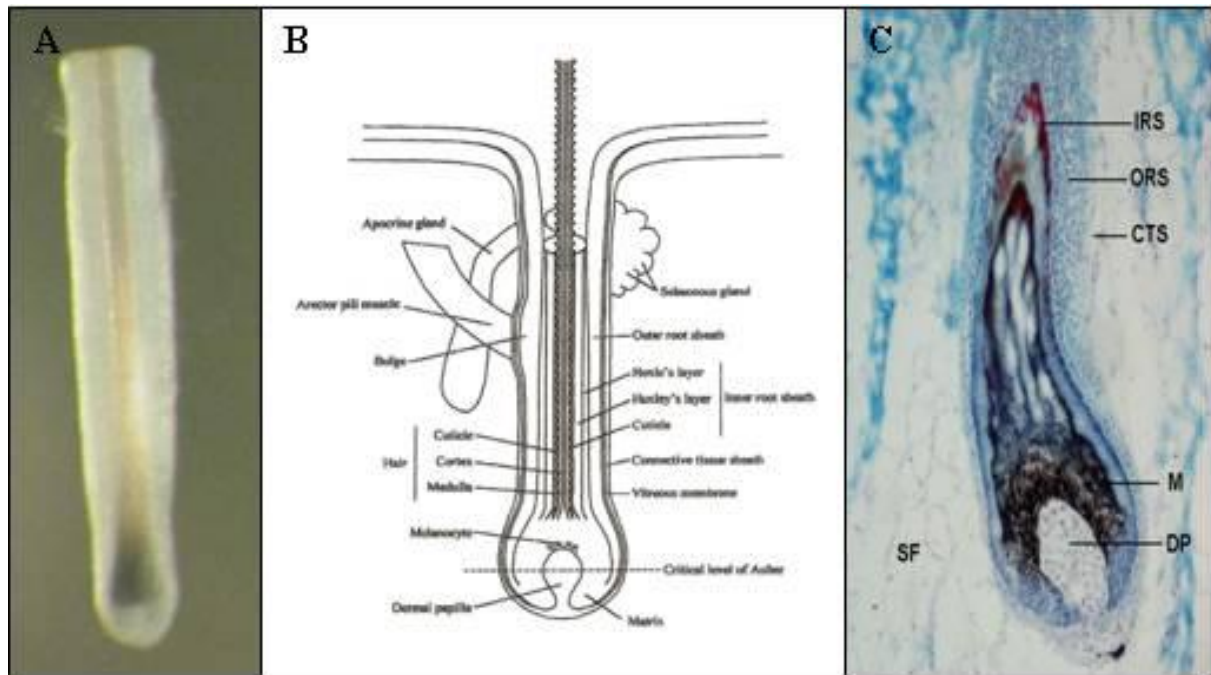 A
B
C
Apocrine gland
Arector pili muscle
Bulge
Sebaceous gland
Outer root sheath
Henle's layer
Huxley's layer
Inner root sheath
Cuticle
Cuticle
Hair
Cortex
Medulla
Connective tissue sheath
Vitreous membrane
Melanocyte
Critical level of Auber
Dermal papilla
Matrix
IRS
ORS
CTS
M
DP
SF